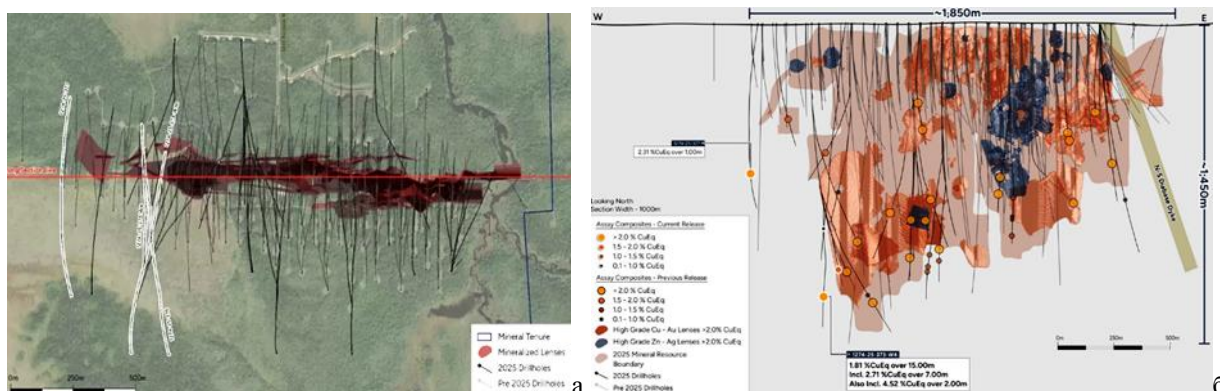 Mineral Tenure
Mineralized Lenses
2025 Drillholes
Pre 2025 Drillholes
0
250m
500m
а
W
~1,850m
E
2.31 %CuEq over 1.00m
Looking North
Section Width - 1000m
Assay Composites - Current Release
> 2.0 % CuEq
1.5 - 2.0 % CuEq
1.0 - 1.5 % CuEq
0.1 - 1.0 % CuEq
Assay Composites - Previous Release
> 2.0 % CuEq
1.5 - 2.0 % CuEq
1.0 - 1.5 % CuEq
0.1 - 1.0 % CuEq
High Grade Cu - Au Lenses >2.0% CuEq
High Grade Zn - Ag Lenses >2.0% CuEq
2025 Mineral Resource
Boundary
2025 Drillholes
Pre 2025 Drillholes
N-S Diabase Dyke
~1,450m
0
250m
500m
1.81 %CuEq over 15.00m
Incl. 2.71 %CuEq over 7.00m
Also Incl. 4.52 %CuEq over 2.00m
б